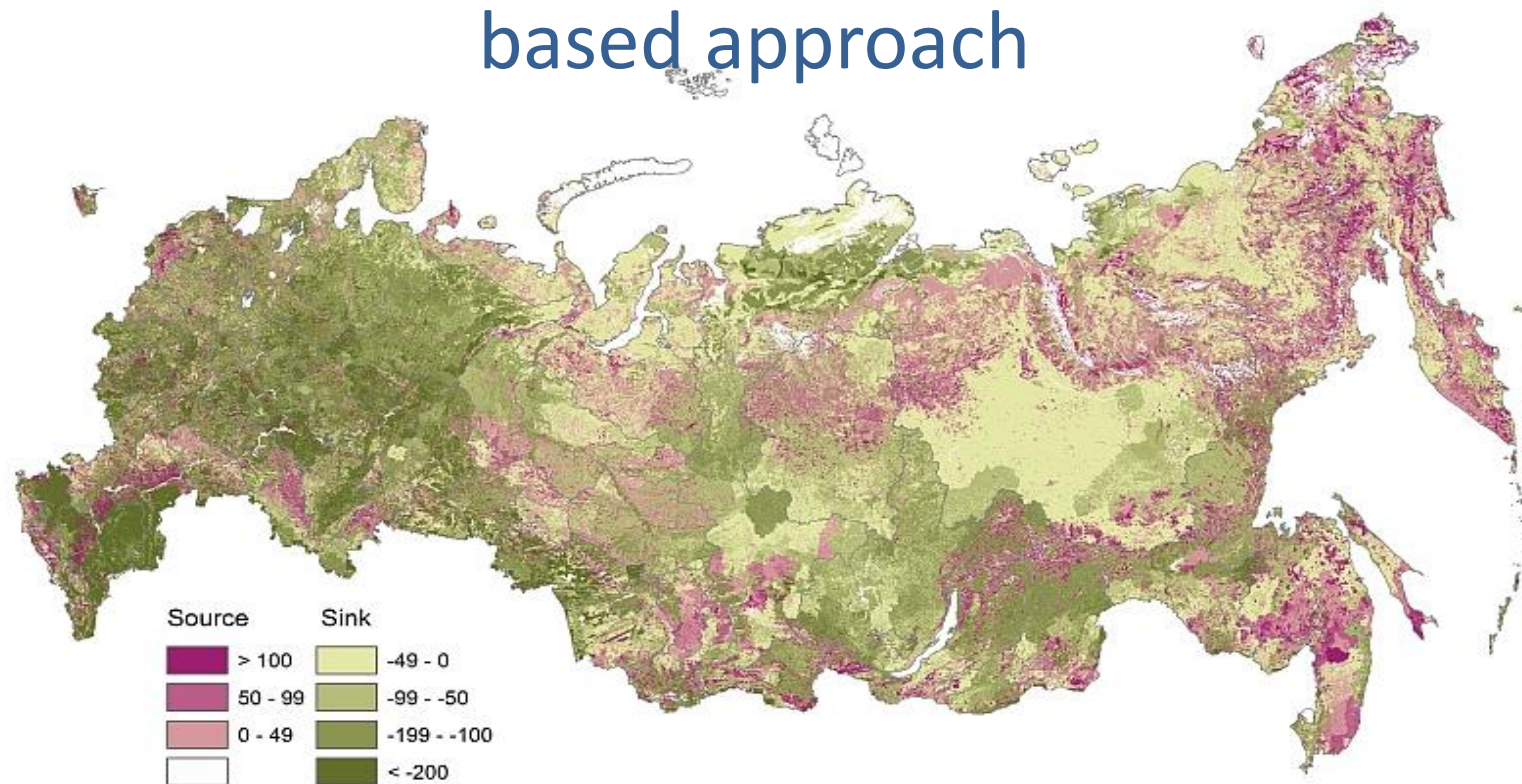 based approach
Source Sink
> 100 -49 - 0
50 - 99 -99 - -50
0 - 49 -199 - -100
< -200